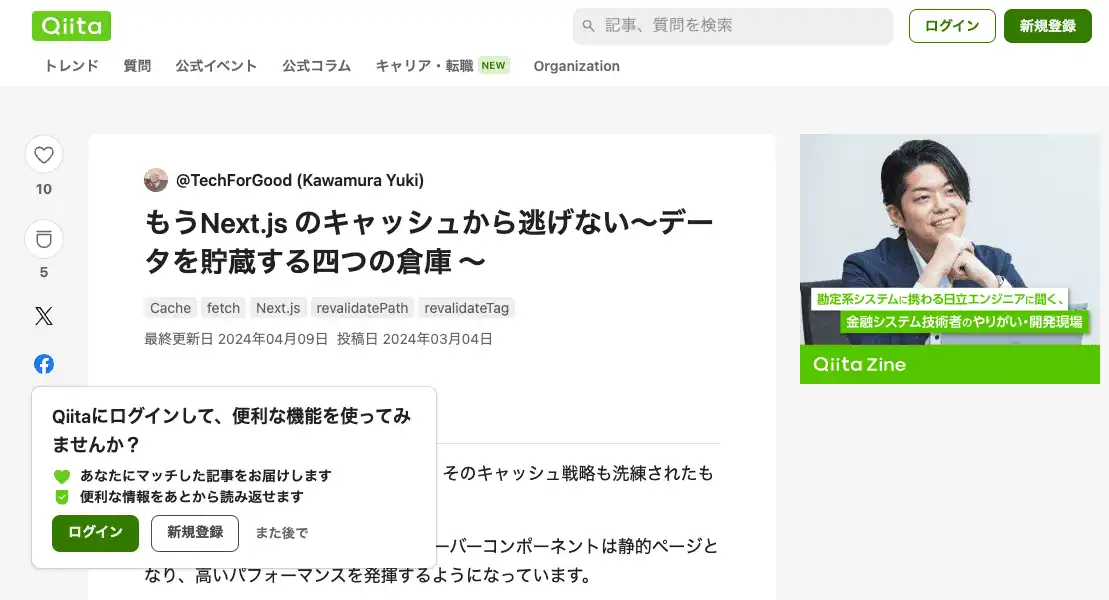 Qiita
記事、質問を検索
ログイン
新規登録
トレンド
質問
公式イベント
公式コラム
キャリア・転職 NEW
Organization
10
5
@TechForGood (Kawamura Yuki)
もうNext.js のキャッシュから逃げない〜デー
タを貯蔵する四つの倉庫 〜
Cache fetch Next.js revalidatePath revalidateTag
最終更新日 2024年04月09日 投稿日 2024年03月04日
そのキャッシュ戦略も洗練されたも
ーバーコンポーネントは静的ページと
なり、高いパフォーマンスを発揮するようになっています。
Qiitaにログインして、便利な機能を使ってみ
ませんか？
あなたにマッチした記事をお届けします
便利な情報をあとから読み返せます
ログイン
新規登録
また後で
勘定系システムに携わる日立エンジニアに聞く、
金融システム技術者のやりがい・開発現場
Qiita Zine